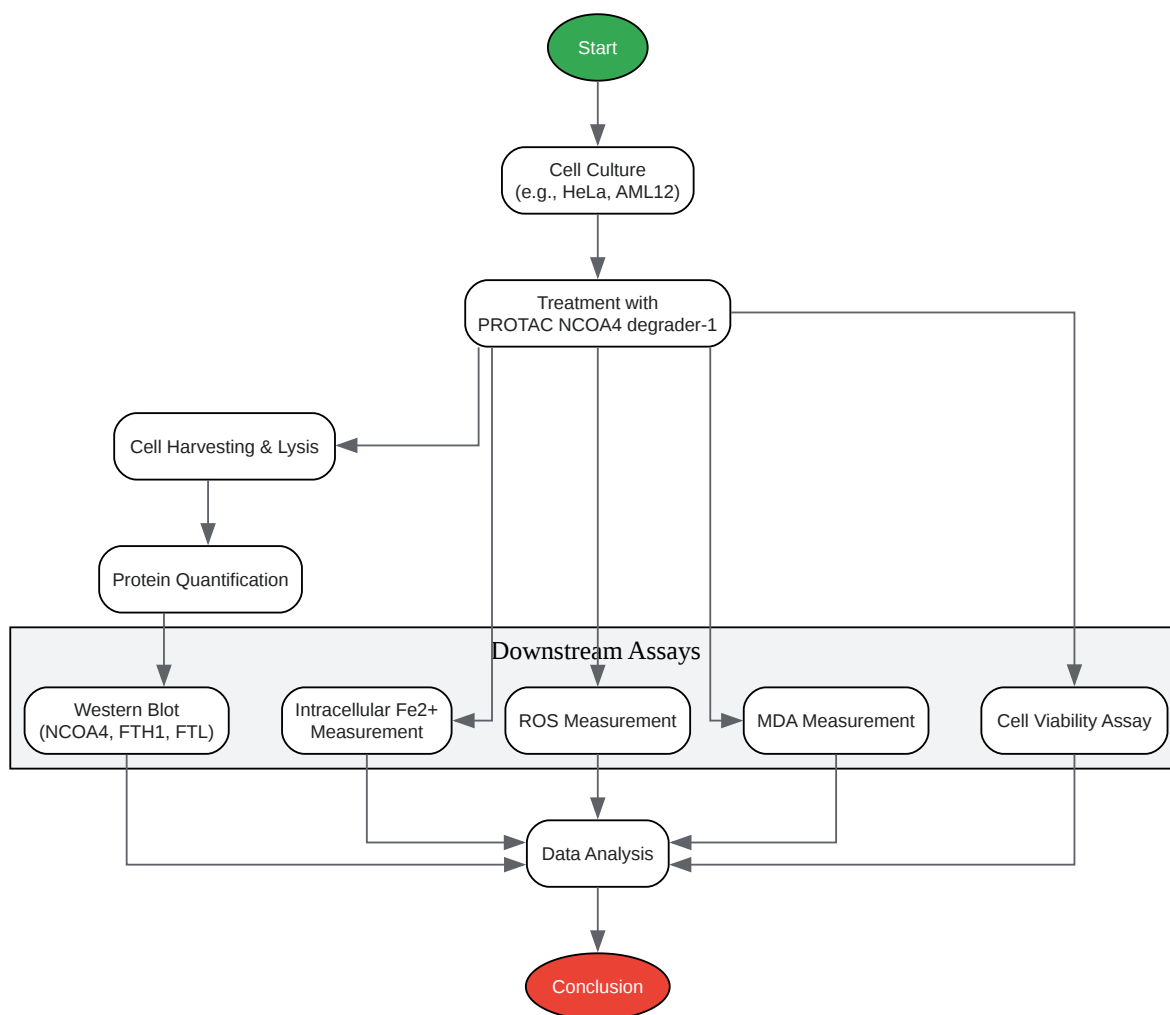 Start
Cell Culture
(e.g., HeLa, AML12)
Treatment with
PROTAC NCOA4 degrader-1
Cell Harvesting & Lysis
Protein Quantification
Downstream Assays
Western Blot
(NCOA4, FTH1, FTL)
Intracellular Fe2+
Measurement
ROS Measurement
MDA Measurement
Cell Viability Assay
Data Analysis
Conclusion